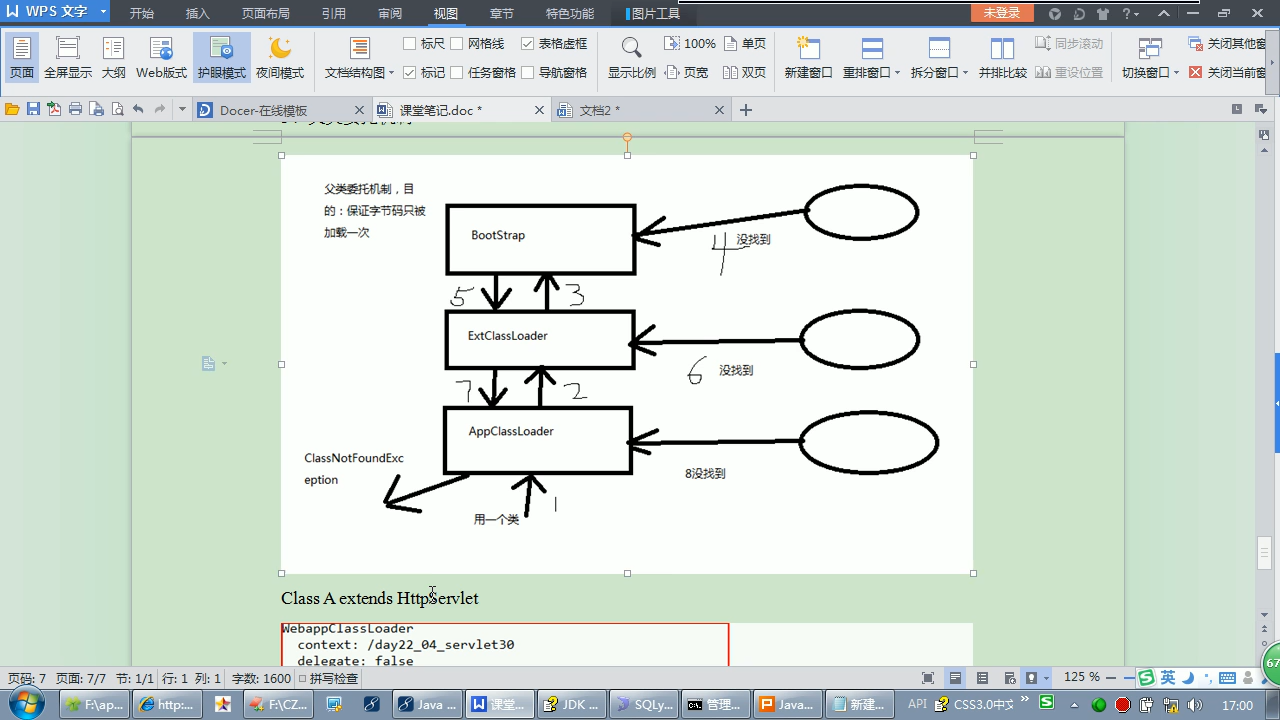 WPS 文字
开始 插入 页面布局 引用 审阅 视图 章节 特色功能 图片工具 未登录
标尺 网格线 表格虚框 100% 单页 同步滚动 关闭其他窗
页面 全屏显示 大纲 Web版式 护眼模式 夜间模式 文档结构图 标记 任务窗格 导航窗格 显示比例 页宽 双页 新建窗口 重排窗口 拆分窗口 并排比较 重设位置 切换窗口 关闭当前窗
Docer-在线模板 课堂笔记.doc * 文档2 *
父类委托机制，目
的：保证字节码只被
加载一次
BootStrap
4 没找到
5 3
ExtClassLoader
6 没找到
7 2
AppClassLoader
ClassNotFoundExc
eption
8没找到
1
用一个类
Class A extends HttpServlet
WebappClassLoader
context: /day22_04_servlet30
delegate: false
页码: 7 页面: 7/7 节: 1/1 行: 1 列: 1 字数: 1600 拼写检查 125 % 英 67
F:\ap... http:... F:\CZ... Java ... 课堂... JDK ... SQLy... 管理... Java... 新建... API CSS3.0中文 17:00